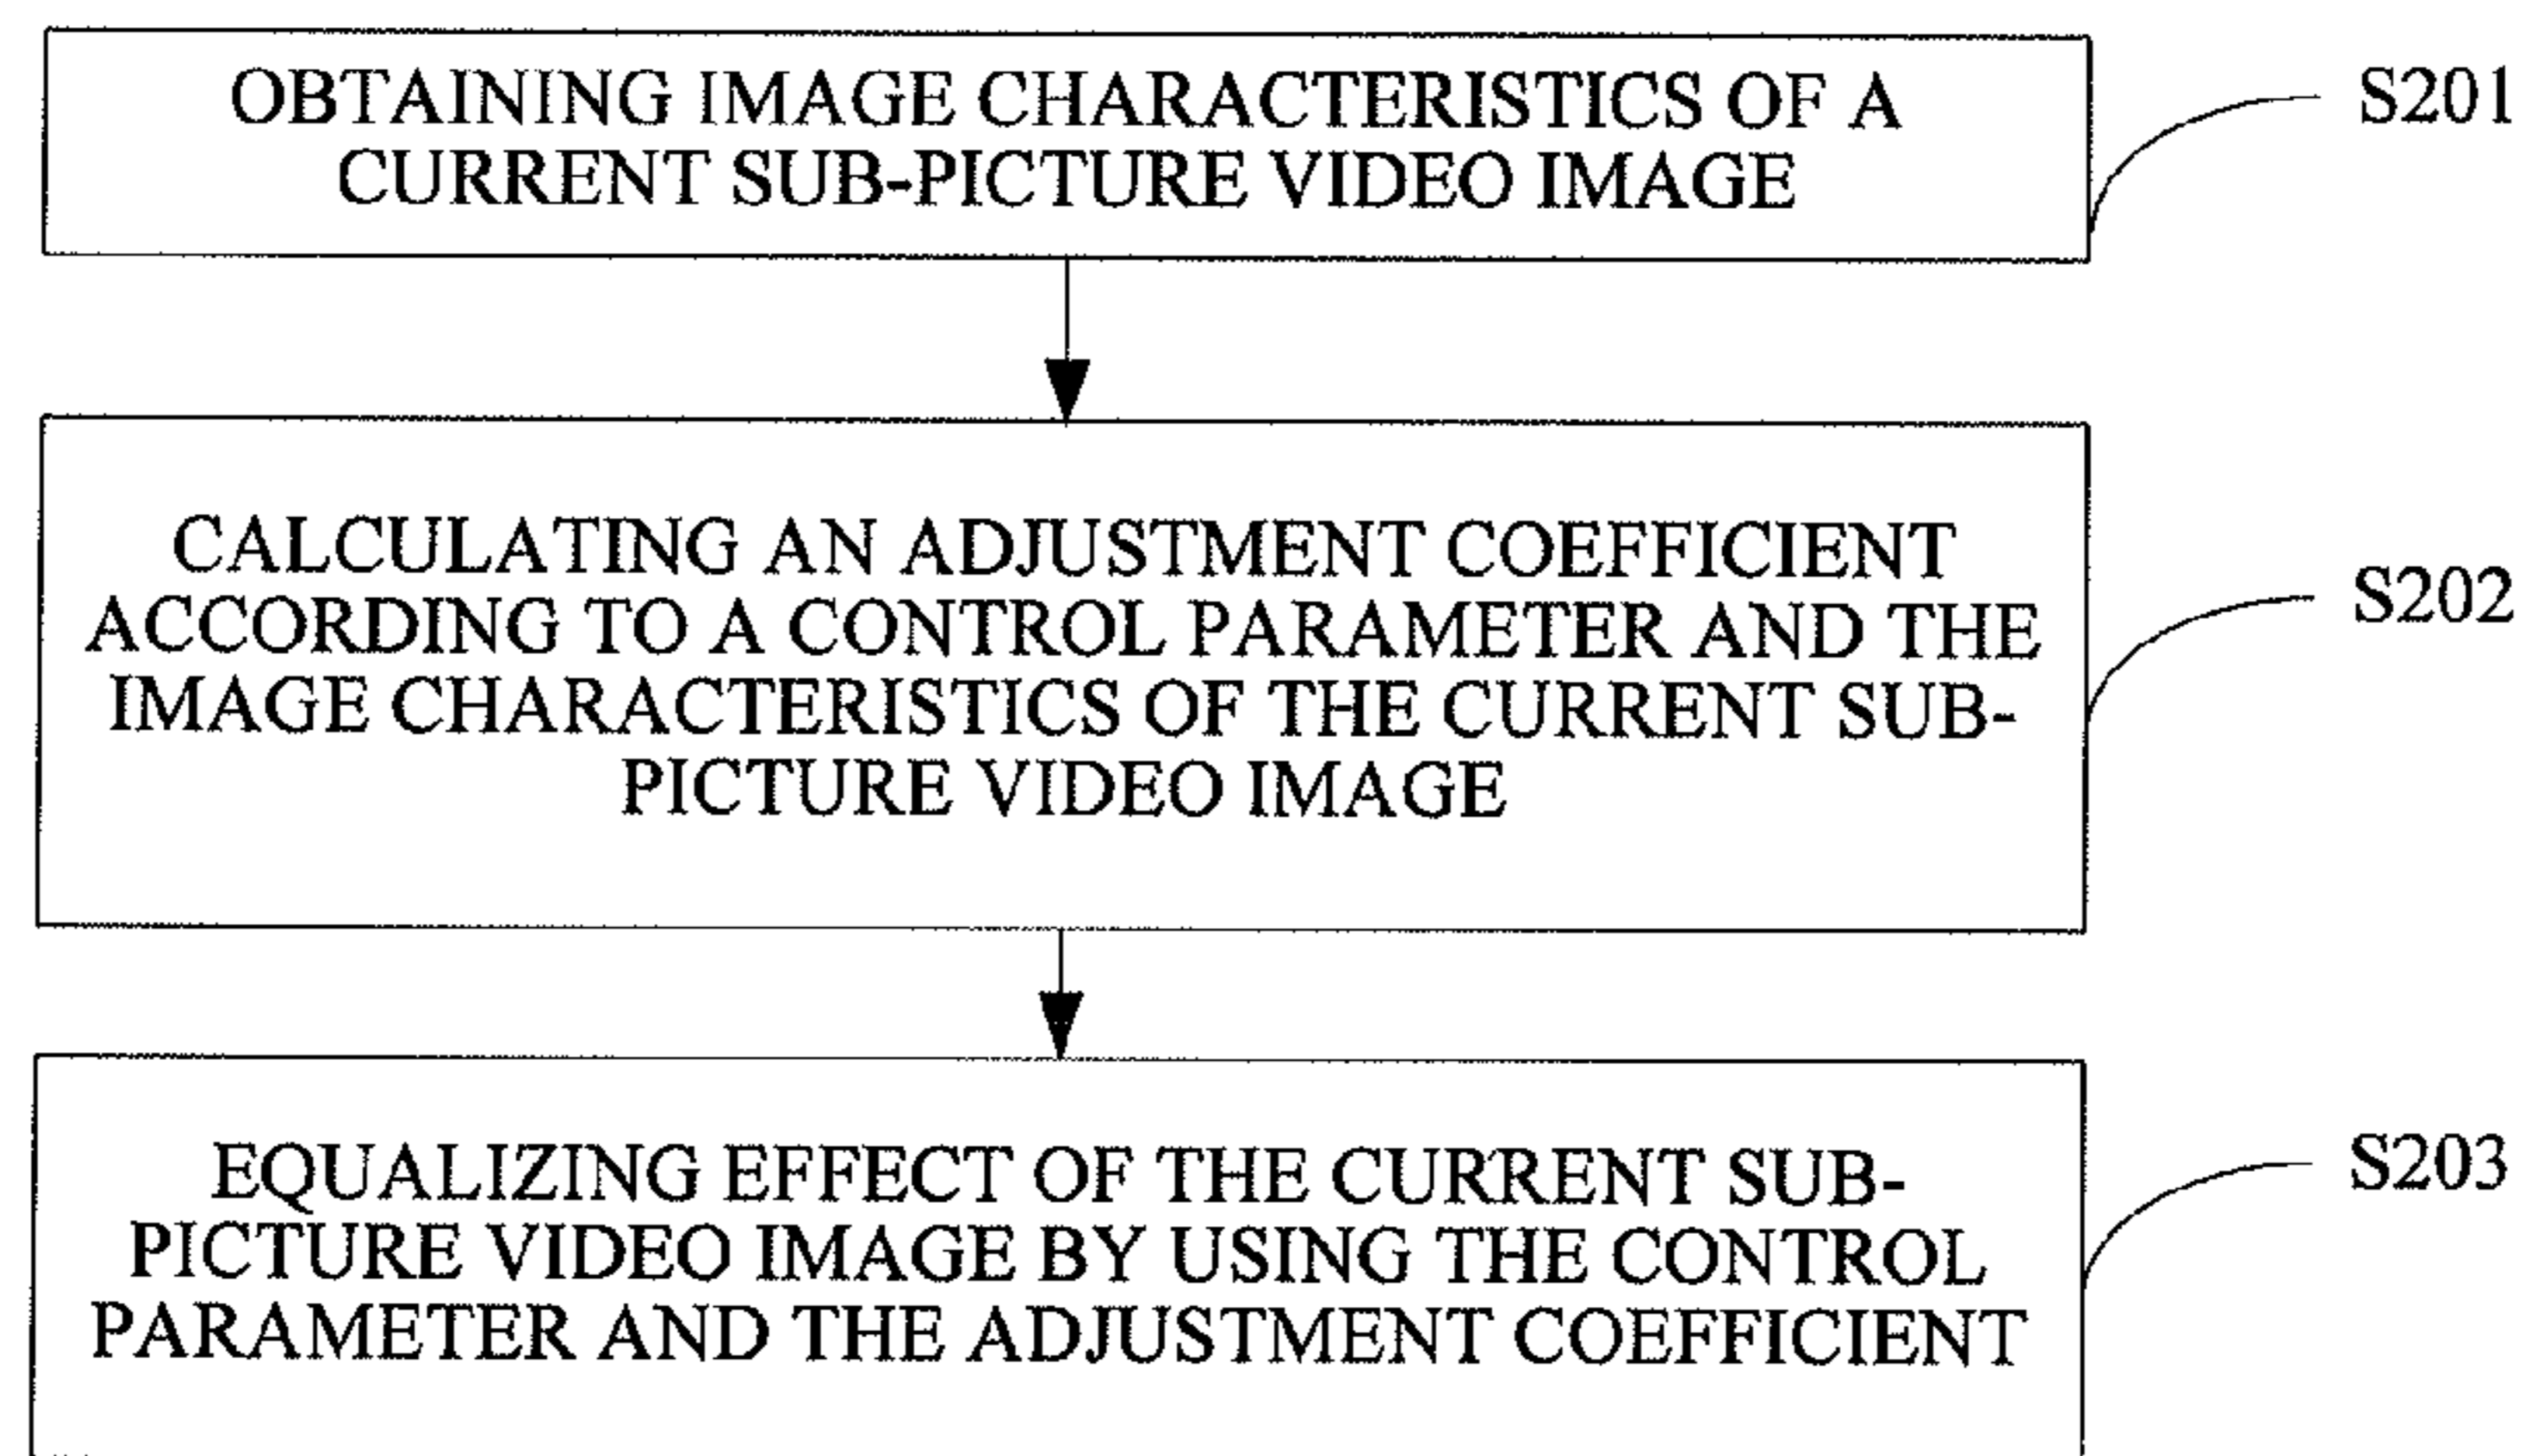 OBTAINING IMAGE CHARACTERISTICS OF A
CURRENT SUB-PICTURE VIDEO IMAGE
S201
CALCULATING AN ADJUSTMENT COEFFICIENT
ACCORDING TO A CONTROL PARAMETER AND THE
IMAGE CHARACTERISTICS OF THE CURRENT SUB-
PICTURE VIDEO IMAGE
S202
EQUALIZING EFFECT OF THE CURRENT SUB-
PICTURE VIDEO IMAGE BY USING THE CONTROL
PARAMETER AND THE ADJUSTMENT COEFFICIENT
S203